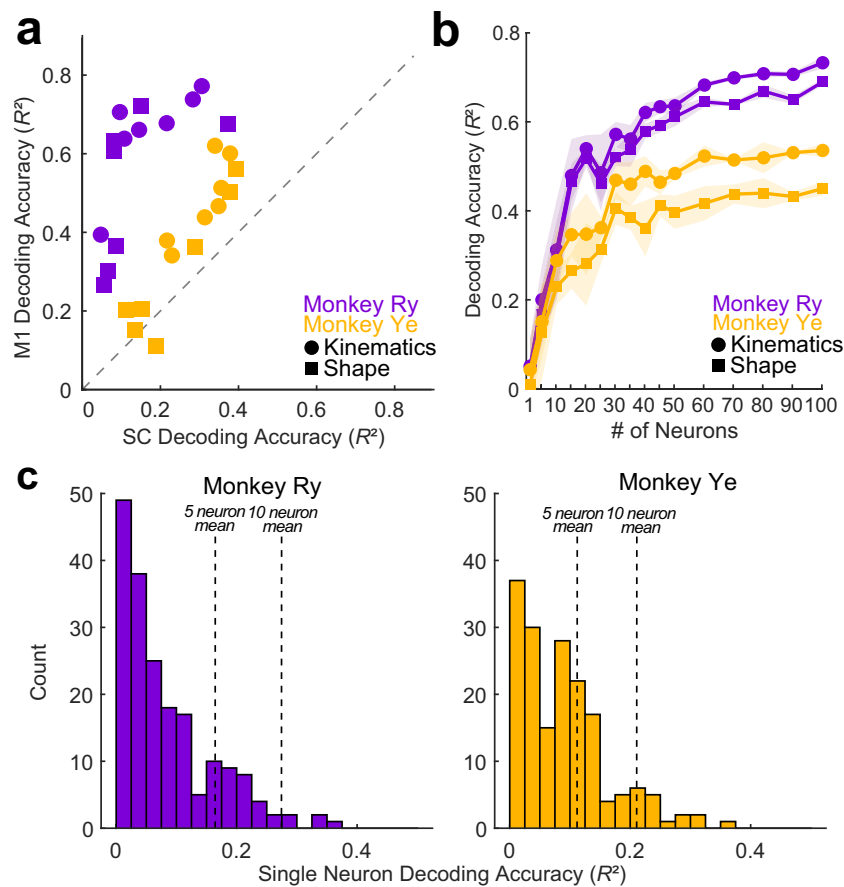 a
M1 Decoding Accuracy (R²)
0.8
0.6
0.4
0.2
0
0 0.2 0.4 0.6 0.8
SC Decoding Accuracy (R²)
Monkey Ry
Monkey Ye
Kinematics
Shape
b
Decoding Accuracy (R²)
0.8
0.6
0.4
0.2
0
1 10 20 30 40 50 60 70 80 90 100
# of Neurons
Monkey Ry
Monkey Ye
Kinematics
Shape
c
Monkey Ry
5 neuron mean
10 neuron mean
Count
50
40
30
20
10
0
0 0.2 0.4
Monkey Ye
5 neuron mean
10 neuron mean
50
40
30
20
10
0
0 0.2 0.4
Single Neuron Decoding Accuracy (R²)